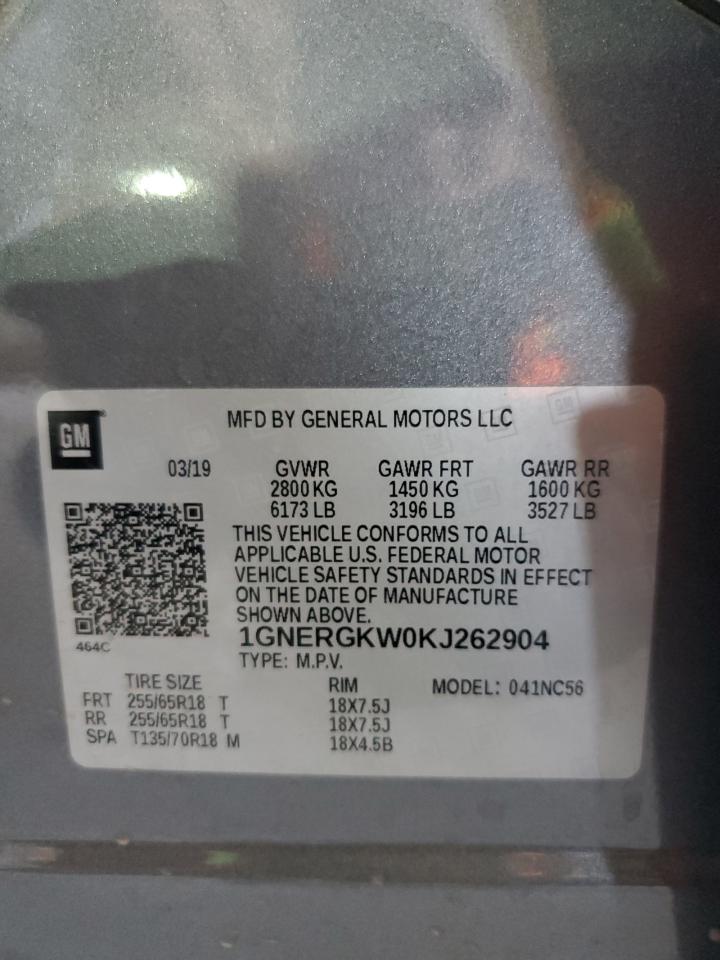 GM
MFD BY GENERAL MOTORS LLC
03/19 GVWR GAWR FRT GAWR RR
2800 KG 1450 KG 1600 KG
6173 LB 3196 LB 3527 LB
THIS VEHICLE CONFORMS TO ALL
APPLICABLE U.S. FEDERAL MOTOR
VEHICLE SAFETY STANDARDS IN EFFECT
ON THE DATE OF MANUFACTURE
SHOWN ABOVE.
464C
1GNERGKW0KJ262904
TYPE: M.P.V.
TIRE SIZE RIM MODEL: 041NC56
FRT 255/65R18 T 18X7.5J
RR 255/65R18 T 18X7.5J
SPA T135/70R18 M 18X4.5B